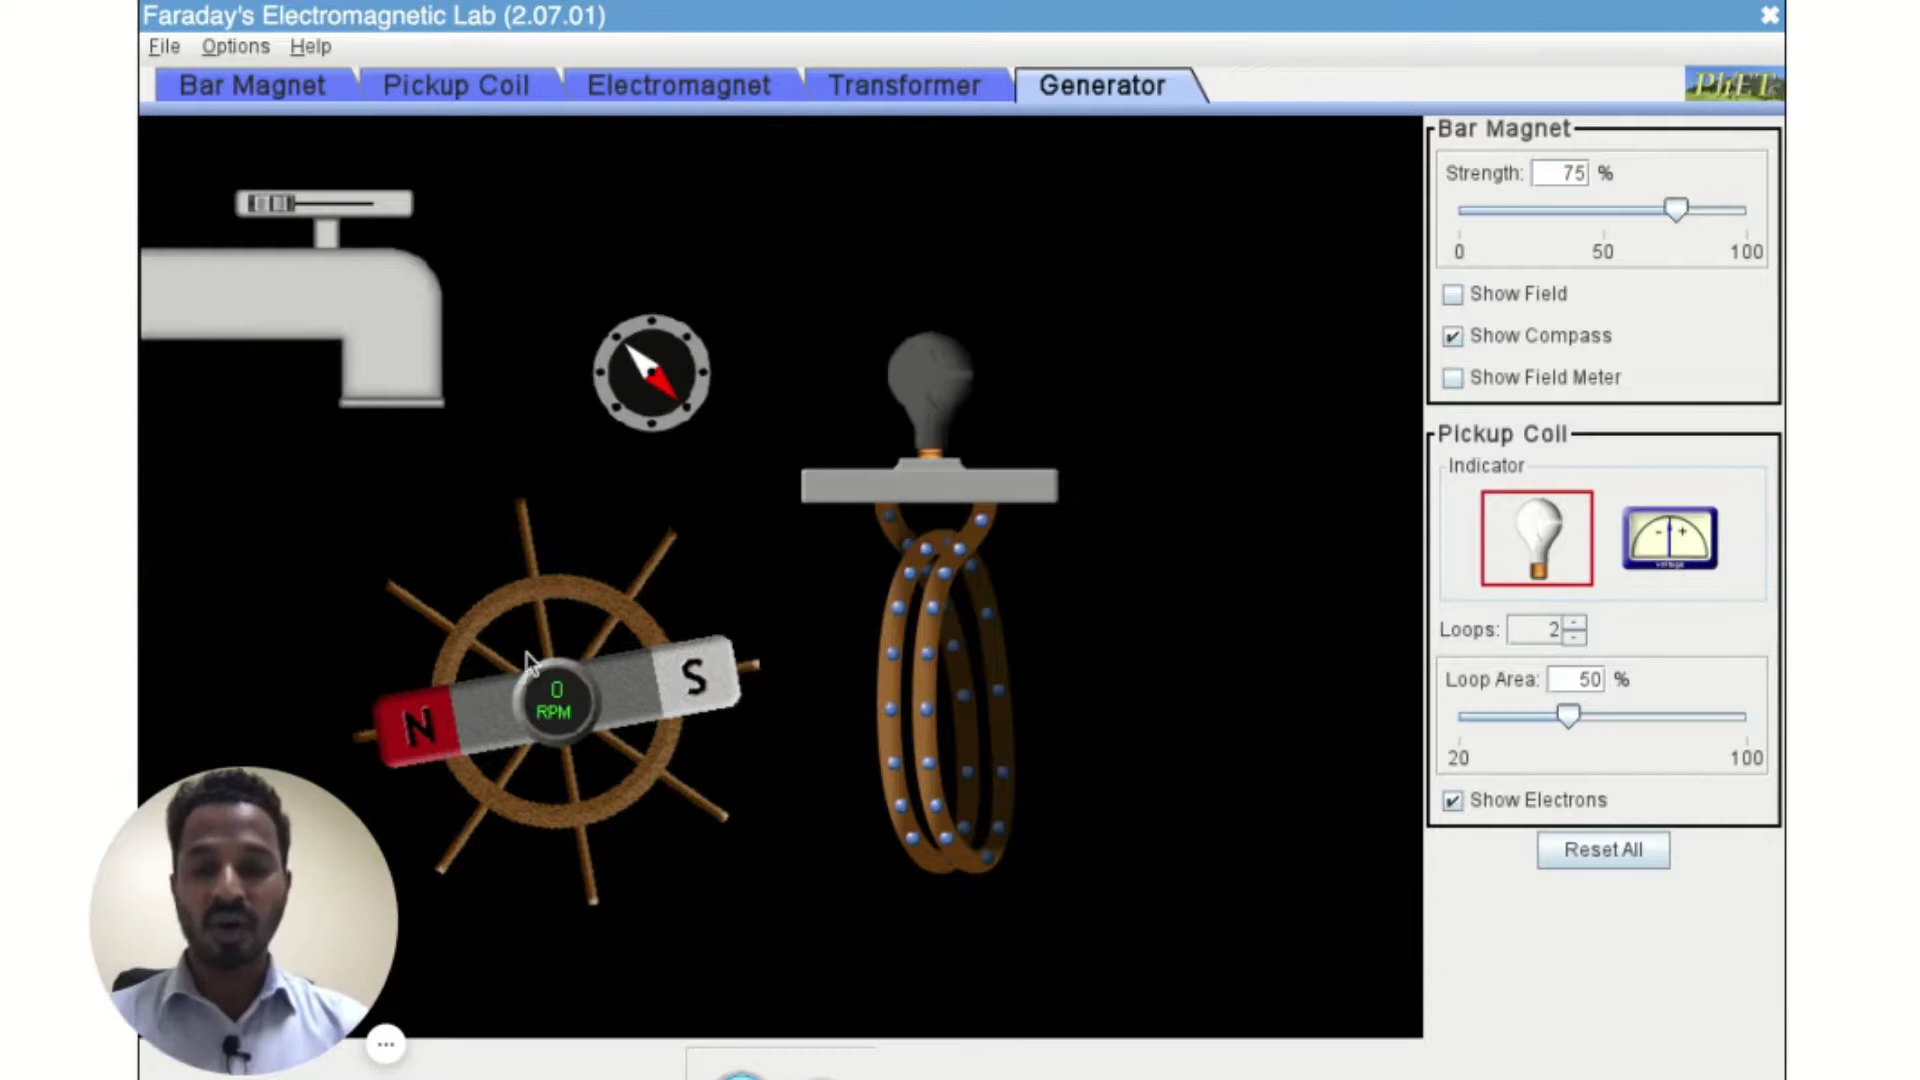 Faraday's Electromagnetic Lab (2.07.01)
File Options Help
Bar Magnet Pickup Coil Electromagnet Transformer Generator
PhET
Bar Magnet
Strength: 75 %
0 50 100
Show Field
Show Compass
Show Field Meter
Pickup Coil
Indicator
- +
voltage
Loops: 2
Loop Area: 50 %
20 100
Show Electrons
Reset All
N
0
RPM
S